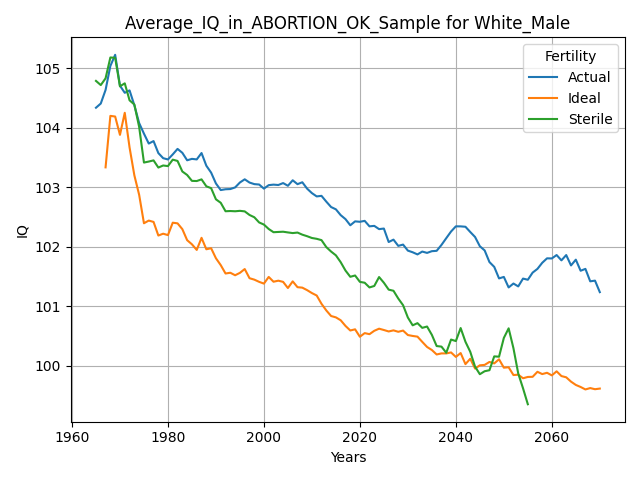 Average_IQ_in_ABORTION_OK_Sample for White_Male
Fertility
Actual
Ideal
Sterile
105
104
103
102
101
100
IQ
1960
1980
2000
2020
2040
2060
Years